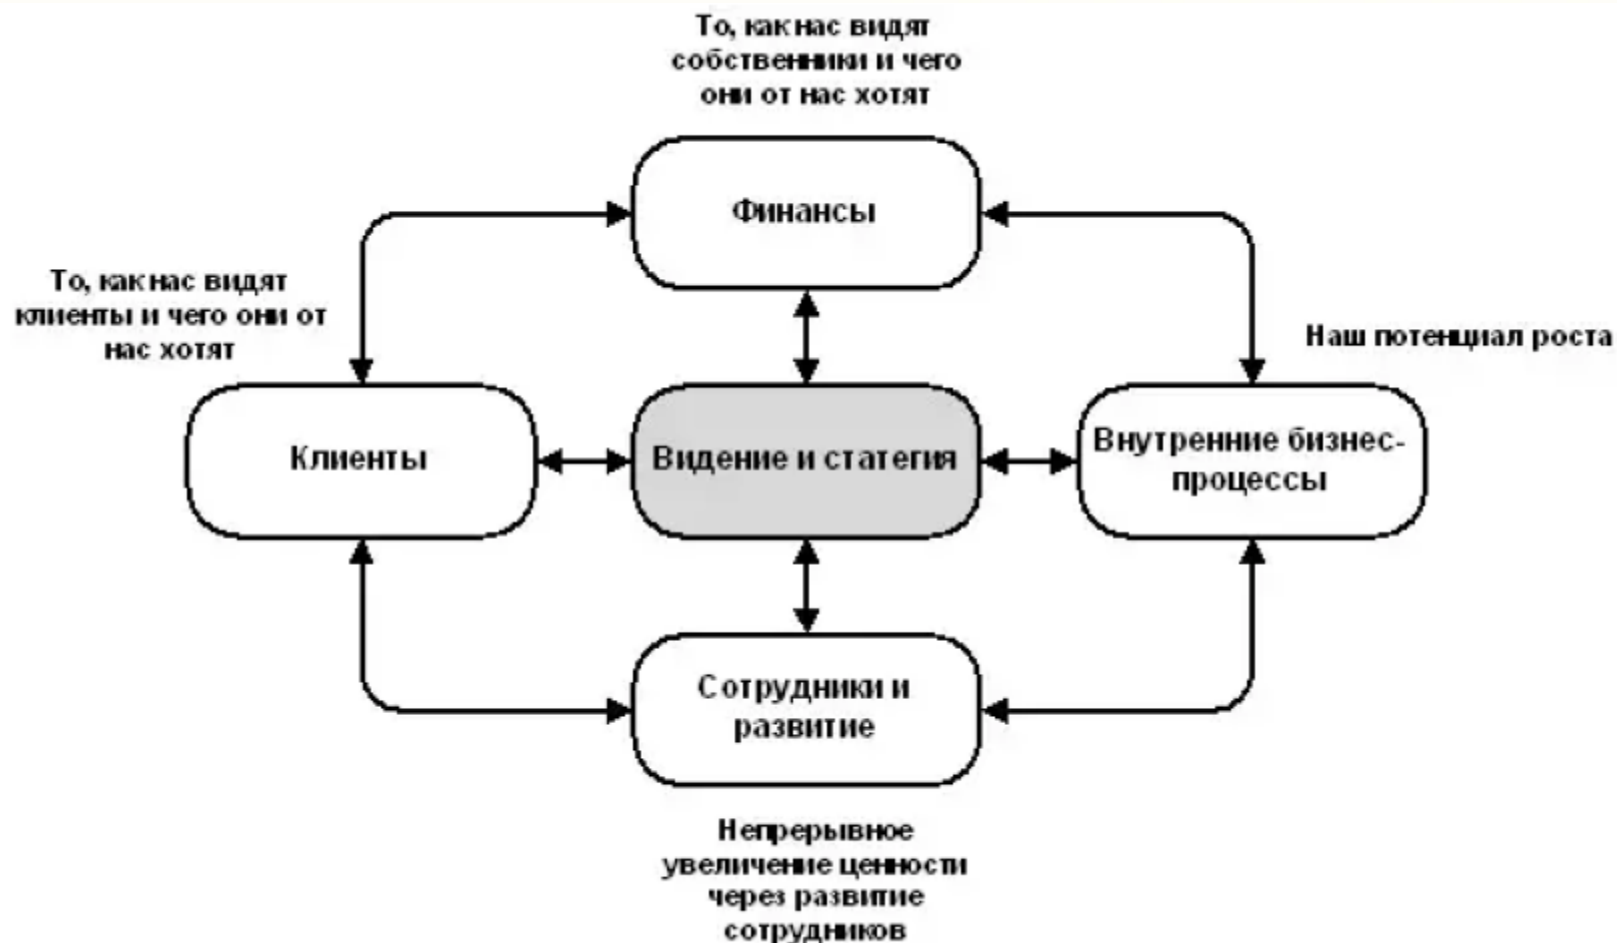 То, как нас видят
собственники и чего
они от нас хотят
Финансы
То, как нас видят
клиенты и чего они от
нас хотят
Наш потенциал роста
Клиенты
Видение и статегия
Внутренние бизнес-
процессы
Сотрудники и
развитие
Непрерывное
увеличение ценности
через развитие
сотрудников